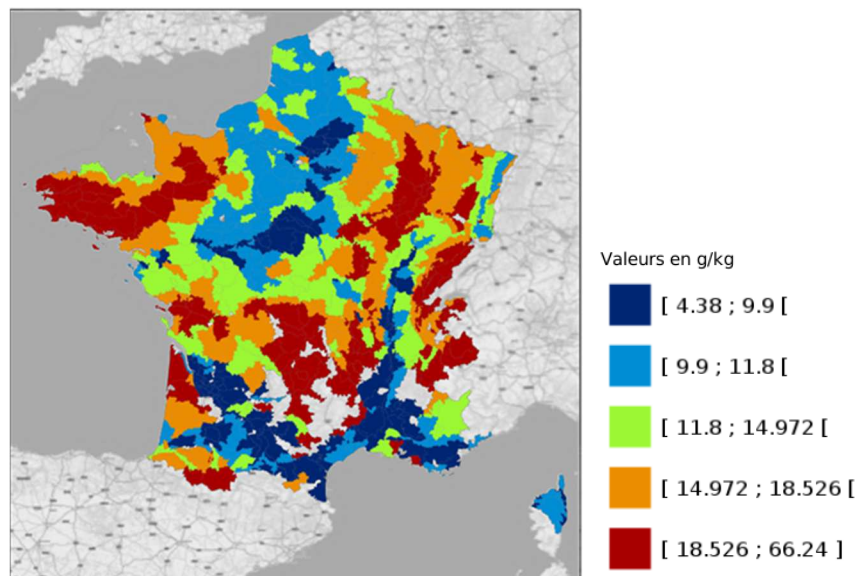 Valeurs en g/kg
[ 4.38 ; 9.9 [
[ 9.9 ; 11.8 [
[ 11.8 ; 14.972 [
[ 14.972 ; 18.526 [
[ 18.526 ; 66.24 ]